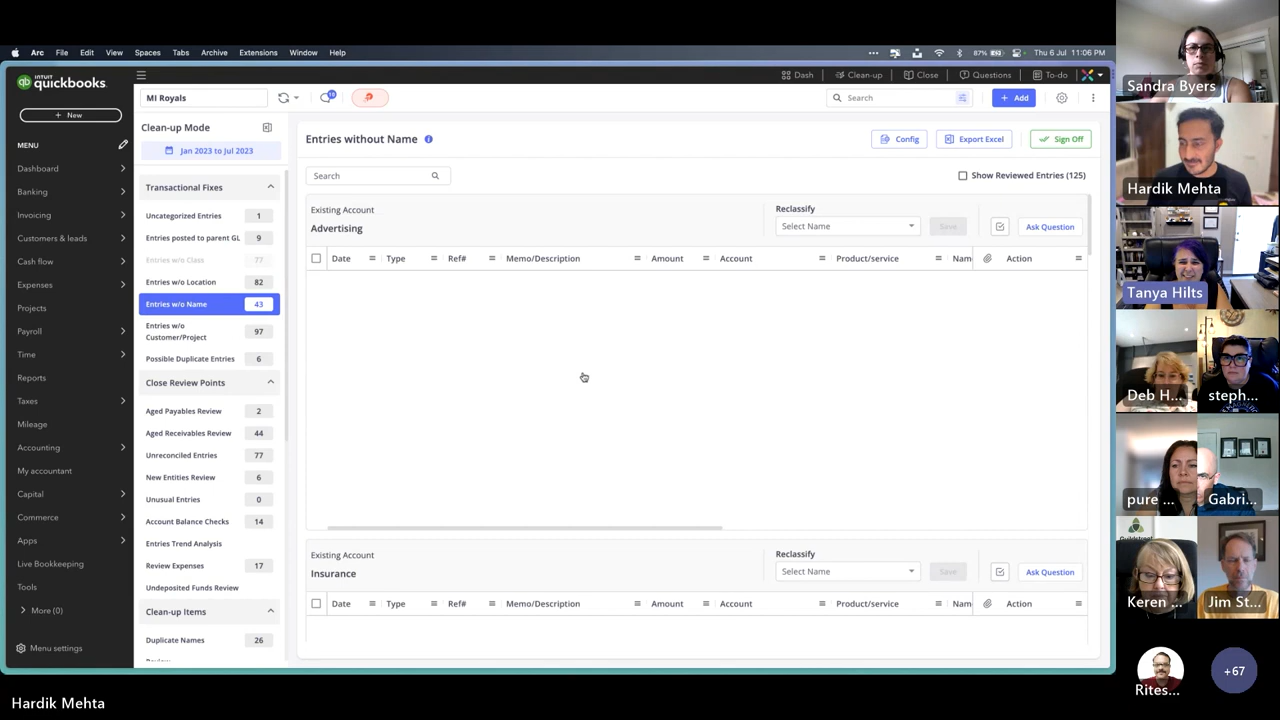 Arc File Edit View Spaces Tabs Archive Extensions Window Help
87% Thu 6 Jul 11:06 PM
intuit quickbooks
Dash Clean-up Close Questions To-do
+ New
MENU
Dashboard
Banking
Invoicing
Customers & leads
Cash flow
Expenses
Projects
Payroll
Time
Reports
Taxes
Mileage
Accounting
My accountant
Capital
Commerce
Apps
Live Bookkeeping
Tools
More (0)
Menu settings
MI Royals
Search
+ Add
Clean-up Mode
Jan 2023 to Jul 2023
Transactional Fixes
Uncategorized Entries 1
Entries posted to parent GL 9
Entries w/o Class 77
Entries w/o Location 82
Entries w/o Name 43
Entries w/o
Customer/Project 97
Possible Duplicate Entries 6
Close Review Points
Aged Payables Review 2
Aged Receivables Review 44
Unreconciled Entries 77
New Entities Review 6
Unusual Entries 0
Account Balance Checks 14
Entries Trend Analysis
Review Expenses 17
Undeposited Funds Review
Clean-up Items
Duplicate Names 26
Entries without Name
Config Export Excel Sign Off
Search
Show Reviewed Entries (125)
Existing Account
Advertising
Reclassify
Select Name Save Ask Question
Date Type Ref# Memo/Description Amount Account Product/service Nam Action
Existing Account
Insurance
Reclassify
Select Name Save Ask Question
Date Type Ref# Memo/Description Amount Account Product/service Nam Action
Sandra Byers
Hardik Mehta
Tanya Hilts
Deb H... steph...
pure ... Gabri...
Keren ... Jim St...
Rites... +67
Hardik Mehta